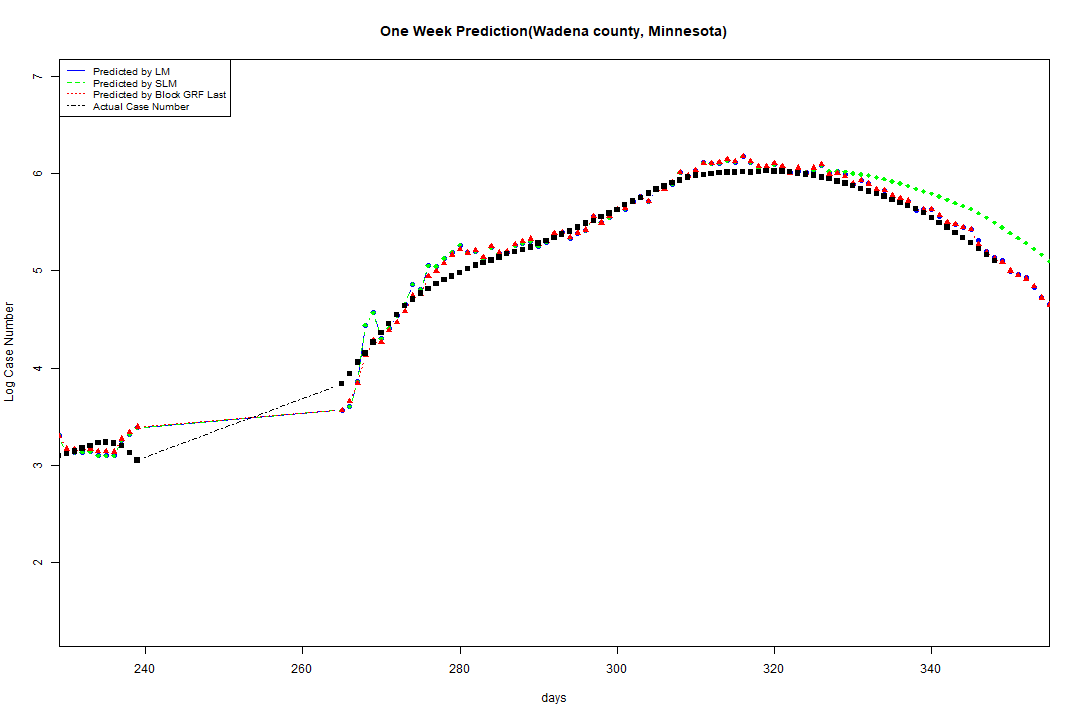 One Week Prediction(Wadena county, Minnesota)
Predicted by LM
Predicted by SLM
Predicted by Block GRF Last
Actual Case Number
7
6
5
4
3
2
Log Case Number
240 260 280 300 320 340
days